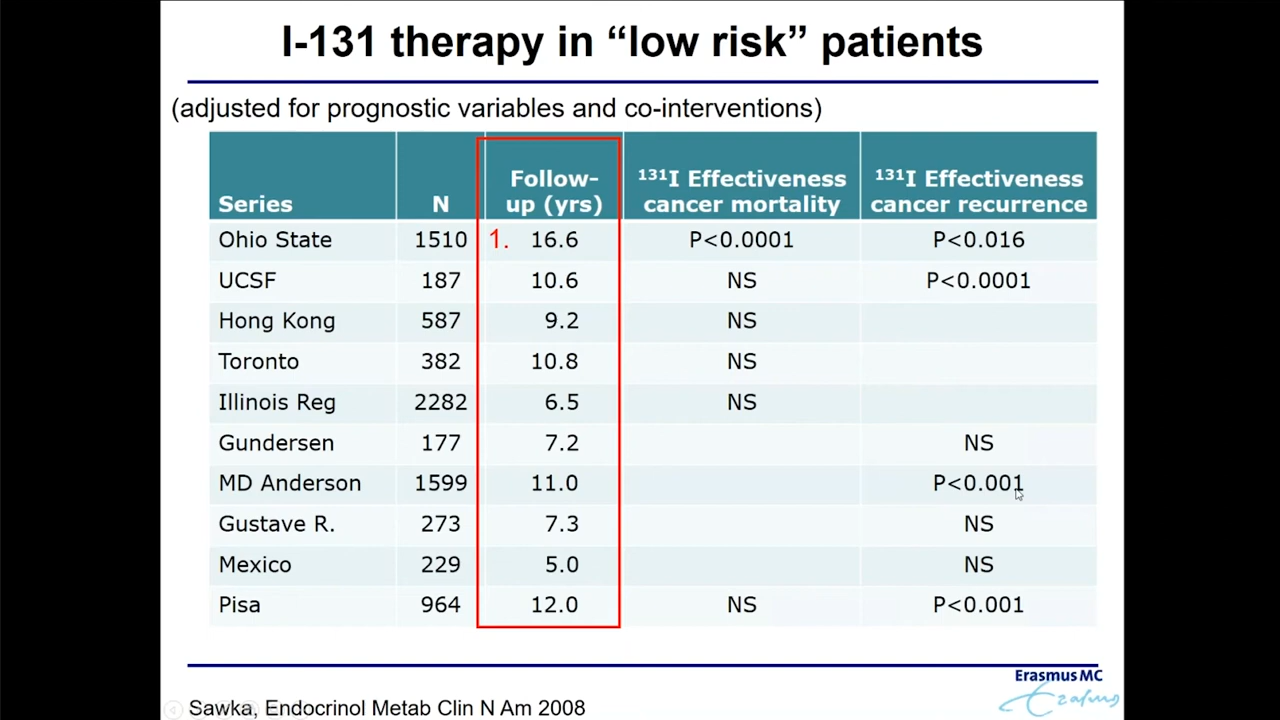 I-131 therapy in “low risk” patients
(adjusted for prognostic variables and co-interventions)
Series N Follow-up (yrs) ¹³¹I Effectiveness cancer mortality ¹³¹I Effectiveness cancer recurrence
Ohio State 1510 1. 16.6 P<0.0001 P<0.016
UCSF 187 10.6 NS P<0.0001
Hong Kong 587 9.2 NS
Toronto 382 10.8 NS
Illinois Reg 2282 6.5 NS
Gundersen 177 7.2 NS
MD Anderson 1599 11.0 P<0.001
Gustave R. 273 7.3 NS
Mexico 229 5.0 NS
Pisa 964 12.0 NS P<0.001
Erasmus MC
Erasmus
Sawka, Endocrinol Metab Clin N Am 2008